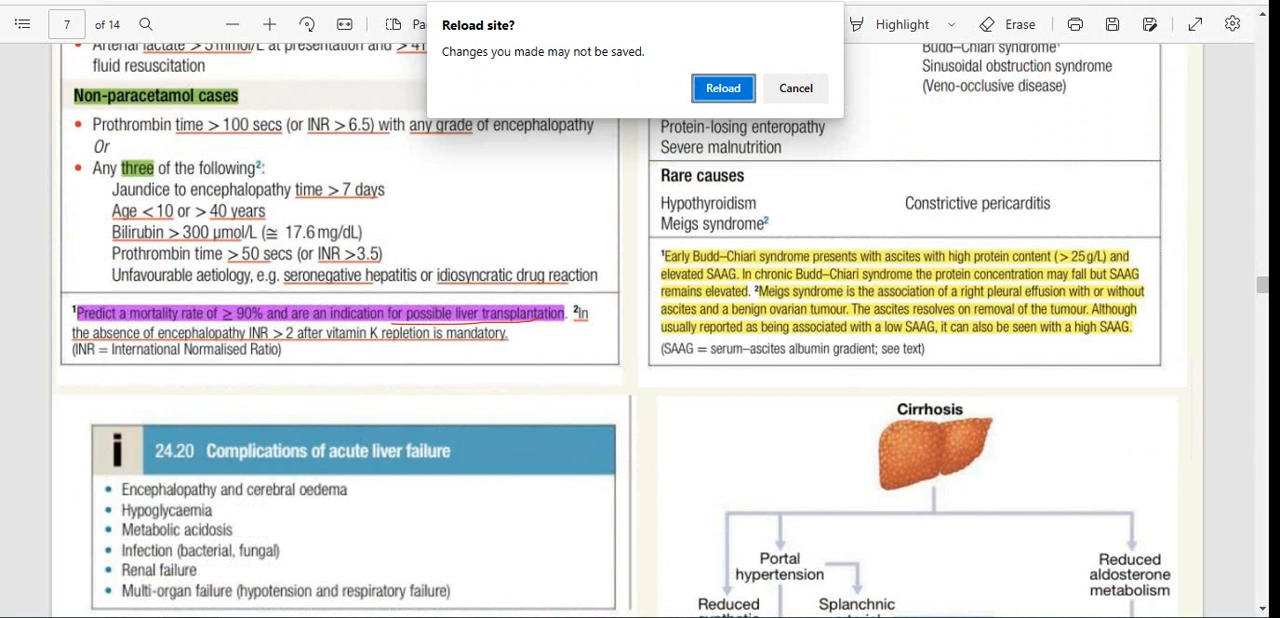 7 of 14
Highlight
Erase
Reload site?
Changes you made may not be saved.
Reload
Cancel
Arterial lactate > 3 mmol/L at presentation and
fluid resuscitation
Non-paracetamol cases
• Prothrombin time > 100 secs (or INR > 6.5) with any grade of encephalopathy
Or
• Any three of the following²:
Jaundice to encephalopathy time > 7 days
Age < 10 or > 40 years
Bilirubin > 300 µmol/L (≅ 17.6 mg/dL)
Prothrombin time > 50 secs (or INR >3.5)
Unfavourable aetiology, e.g. seronegative hepatitis or idiosyncratic drug reaction
¹Predict a mortality rate of ≥ 90% and are an indication for possible liver transplantation. ²In
the absence of encephalopathy INR > 2 after vitamin K repletion is mandatory.
(INR = International Normalised Ratio)
i 24.20 Complications of acute liver failure
• Encephalopathy and cerebral oedema
• Hypoglycaemia
• Metabolic acidosis
• Infection (bacterial, fungal)
• Renal failure
• Multi-organ failure (hypotension and respiratory failure)
Budd–Chiari syndrome¹
Sinusoidal obstruction syndrome
(Veno-occlusive disease)
Protein-losing enteropathy
Severe malnutrition
Rare causes
Hypothyroidism
Constrictive pericarditis
Meigs syndrome²
¹Early Budd–Chiari syndrome presents with ascites with high protein content (> 25 g/L) and
elevated SAAG. In chronic Budd–Chiari syndrome the protein concentration may fall but SAAG
remains elevated. ²Meigs syndrome is the association of a right pleural effusion with or without
ascites and a benign ovarian tumour. The ascites resolves on removal of the tumour. Although
usually reported as being associated with a low SAAG, it can also be seen with a high SAAG.
(SAAG = serum–ascites albumin gradient; see text)
Cirrhosis
Portal
hypertension
Reduced
aldosterone
metabolism
Reduced
Splanchnic